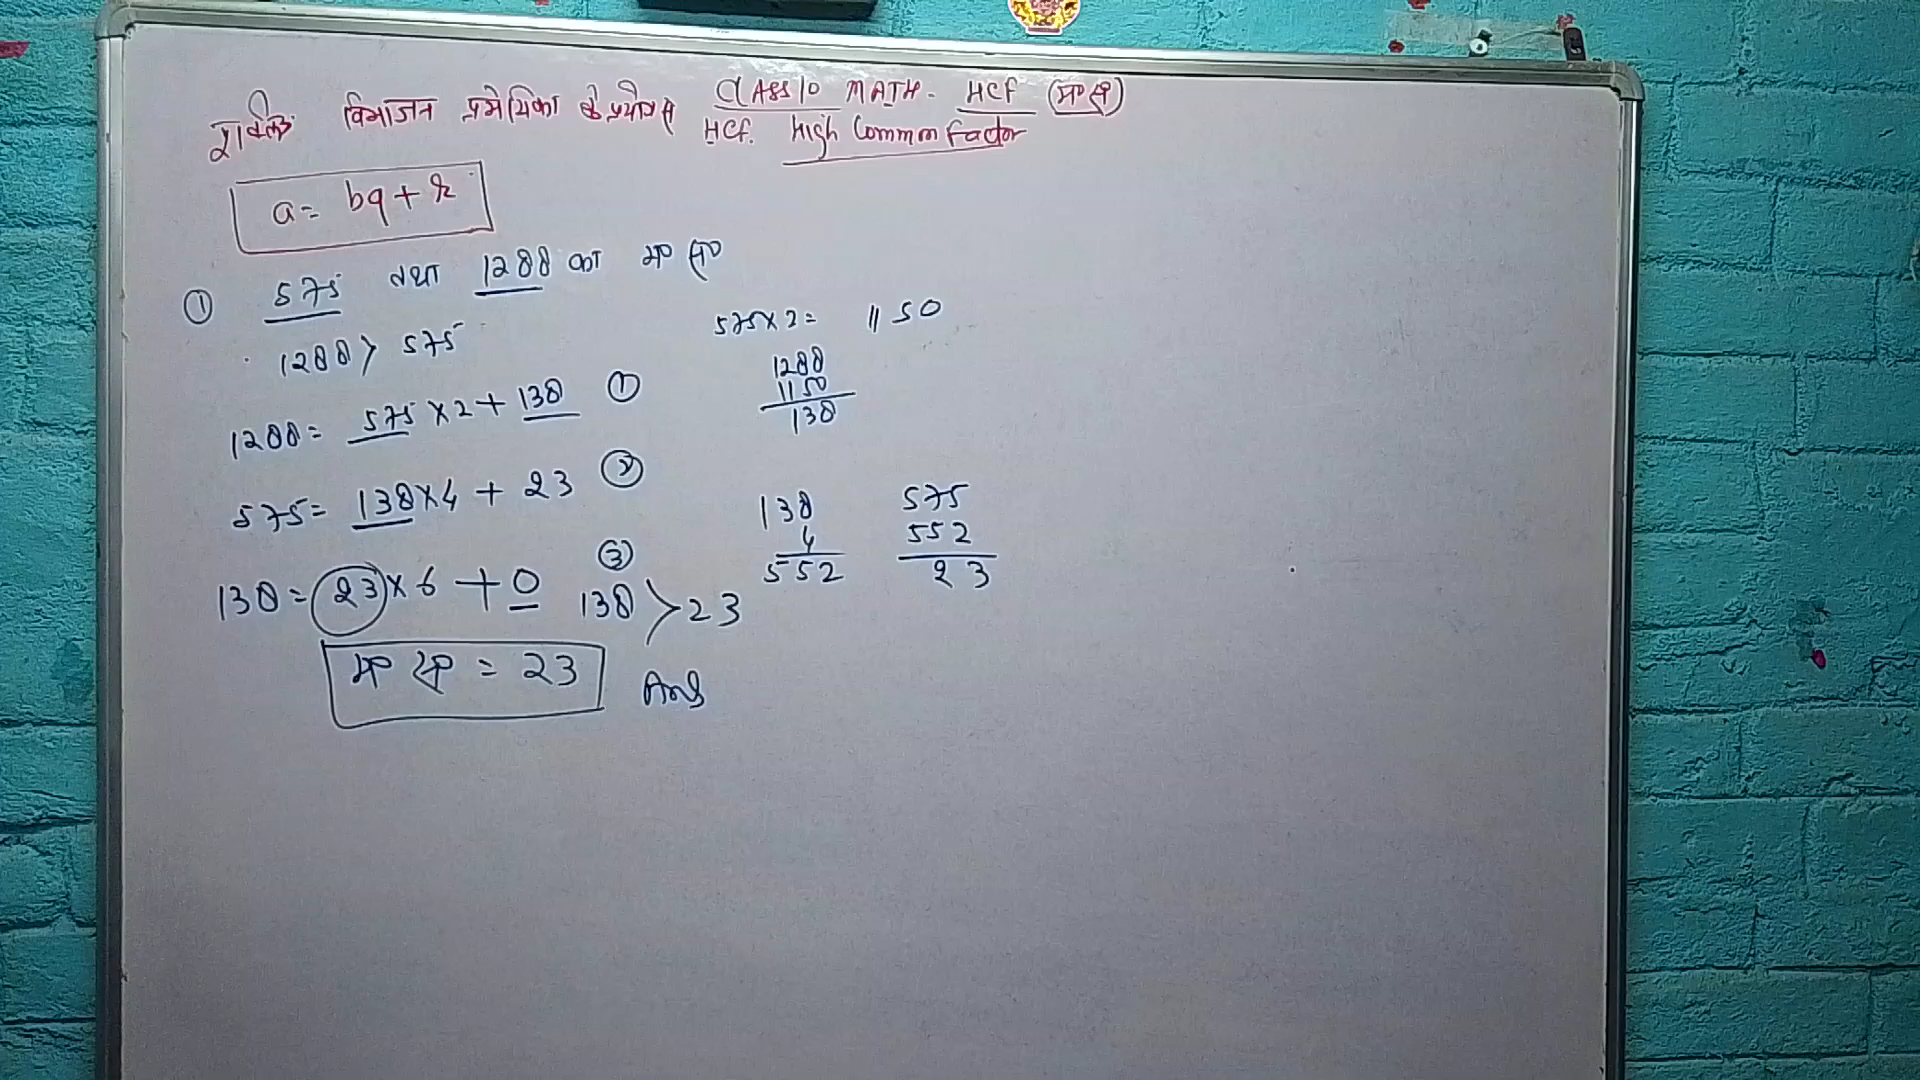 विभाजन प्रमेयिका के प्रयोग से CLASS 10 MATH - HCF (म० स०)
HCF. High Common Factor
a = bq + r
① 575 तथा 1288 का म० स०
1288 > 575
575 × 2 = 1150
1288 = 575 × 2 + 138 ①
1288
1150
138
575 = 138 × 4 + 23 ②
138
4
552
575
552
23
138 = 23 × 6 + 0 ③
138 > 23
म० स० = 23 Ans